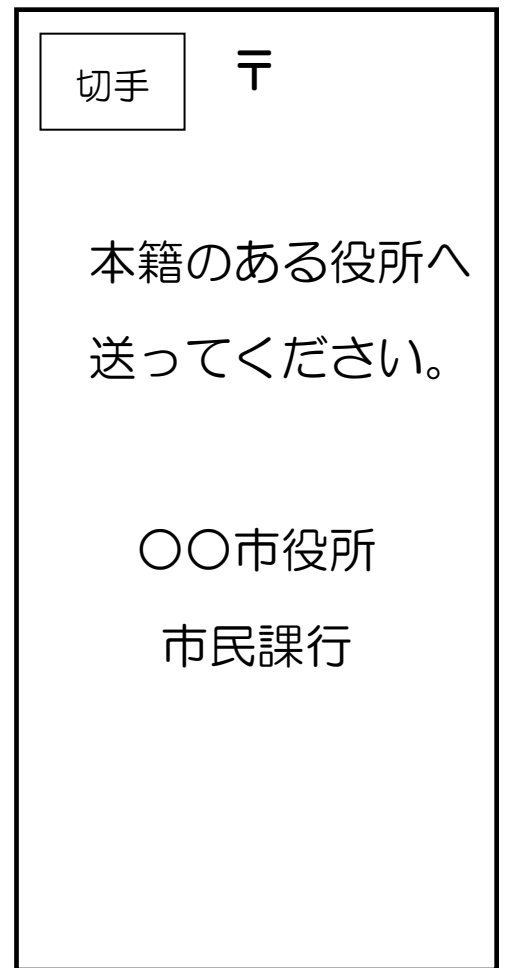 切手
〒
本籍のある役所へ
送ってください。
〇〇市役所
市民課行